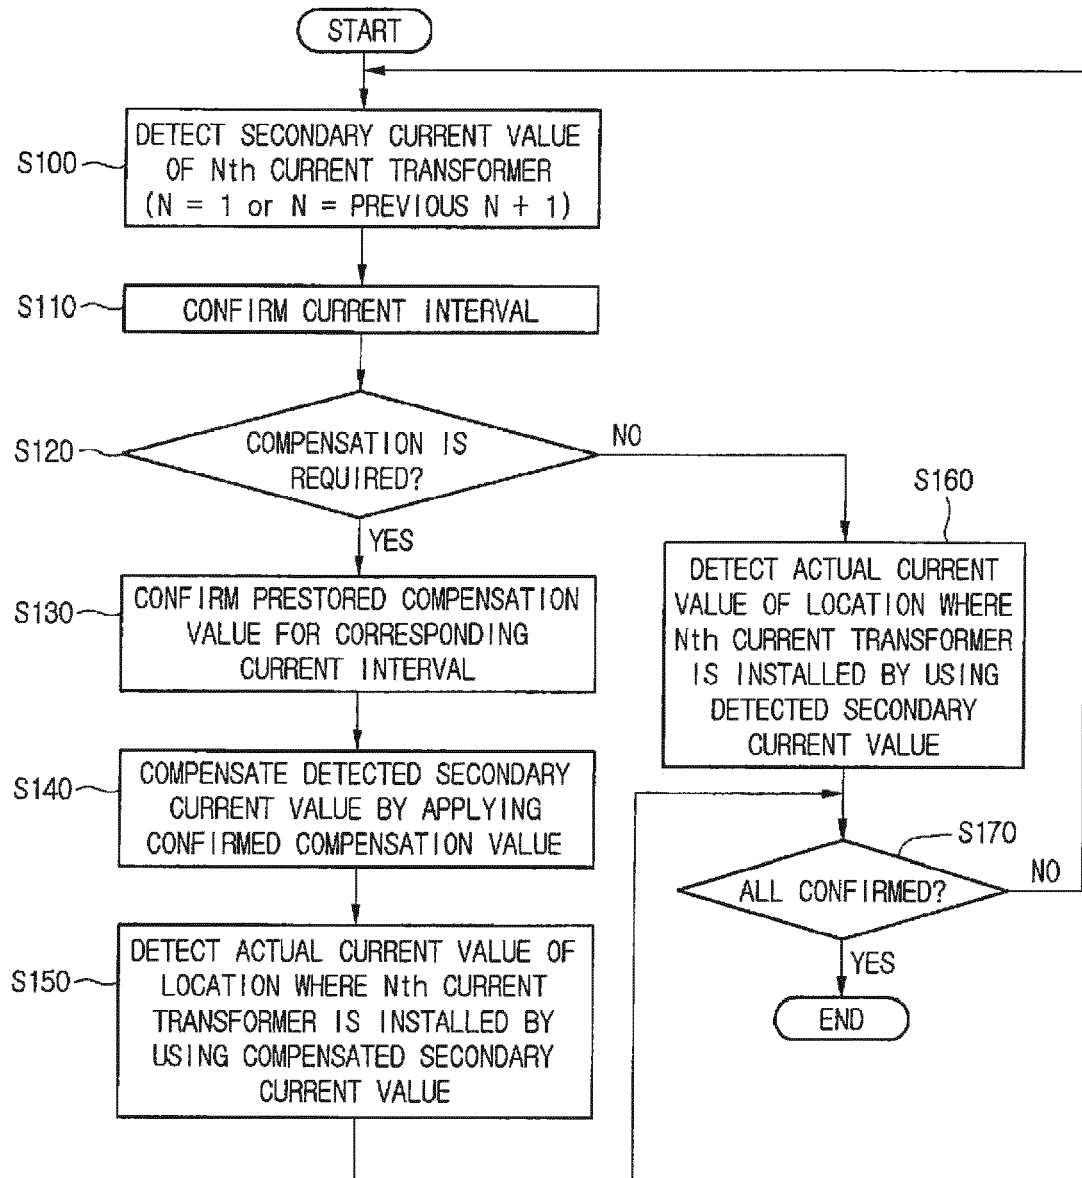 START
S100
DETECT SECONDARY CURRENT VALUE
OF Nth CURRENT TRANSFORMER
(N = 1 or N = PREVIOUS N + 1)
S110
CONFIRM CURRENT INTERVAL
S120
COMPENSATION IS
REQUIRED?
NO
YES
S130
CONFIRM PRESTORED COMPENSATION
VALUE FOR CORRESPONDING
CURRENT INTERVAL
S140
COMPENSATE DETECTED SECONDARY
CURRENT VALUE BY APPLYING
CONFIRMED COMPENSATION VALUE
S150
DETECT ACTUAL CURRENT VALUE OF
LOCATION WHERE Nth CURRENT
TRANSFORMER IS INSTALLED BY
USING COMPENSATED SECONDARY
CURRENT VALUE
S160
DETECT ACTUAL CURRENT
VALUE OF LOCATION WHERE
Nth CURRENT TRANSFORMER
IS INSTALLED BY USING
DETECTED SECONDARY
CURRENT VALUE
S170
ALL CONFIRMED?
NO
YES
END